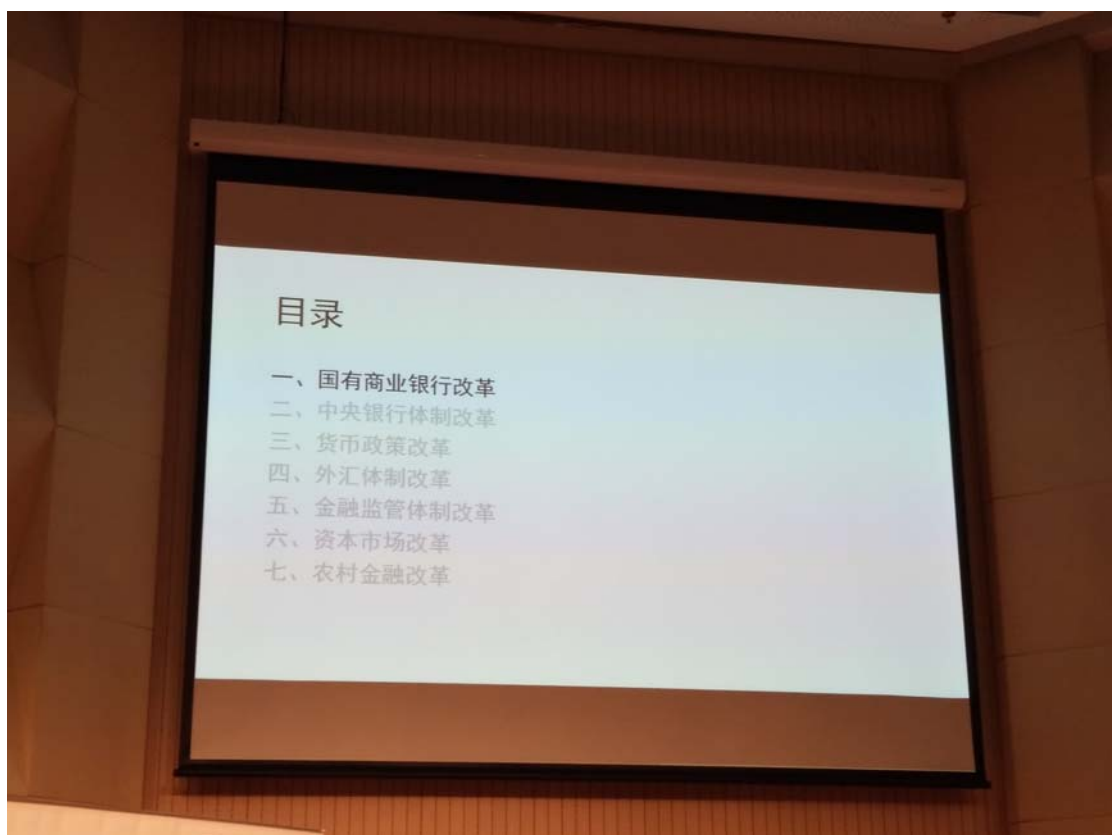 目录
一、国有商业银行改革
二、中央银行体制改革
三、货币政策改革
四、外汇体制改革
五、金融监管体制改革
六、资本市场改革
七、农村金融改革